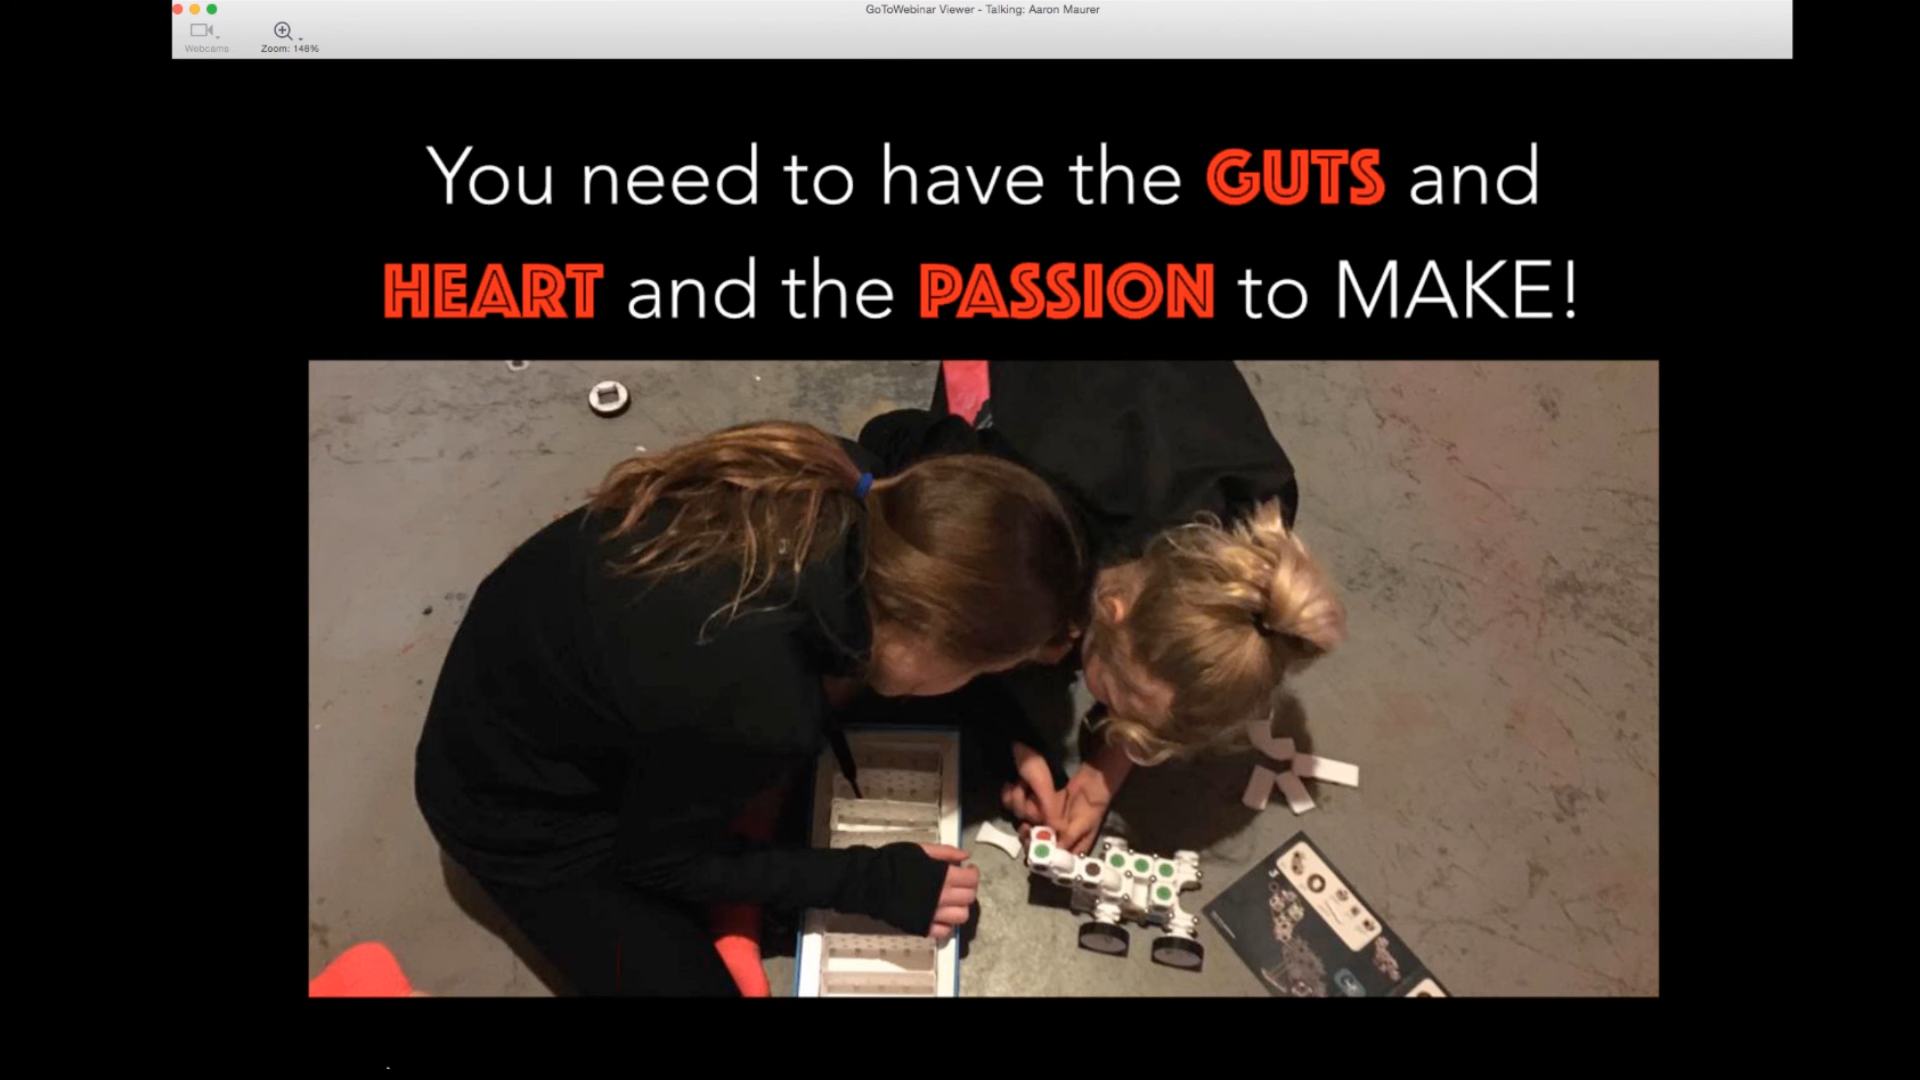 GoToWebinar Viewer - Talking: Aaron Maurer
Webcams
Zoom: 148%
You need to have the GUTS and
HEART and the PASSION to MAKE!